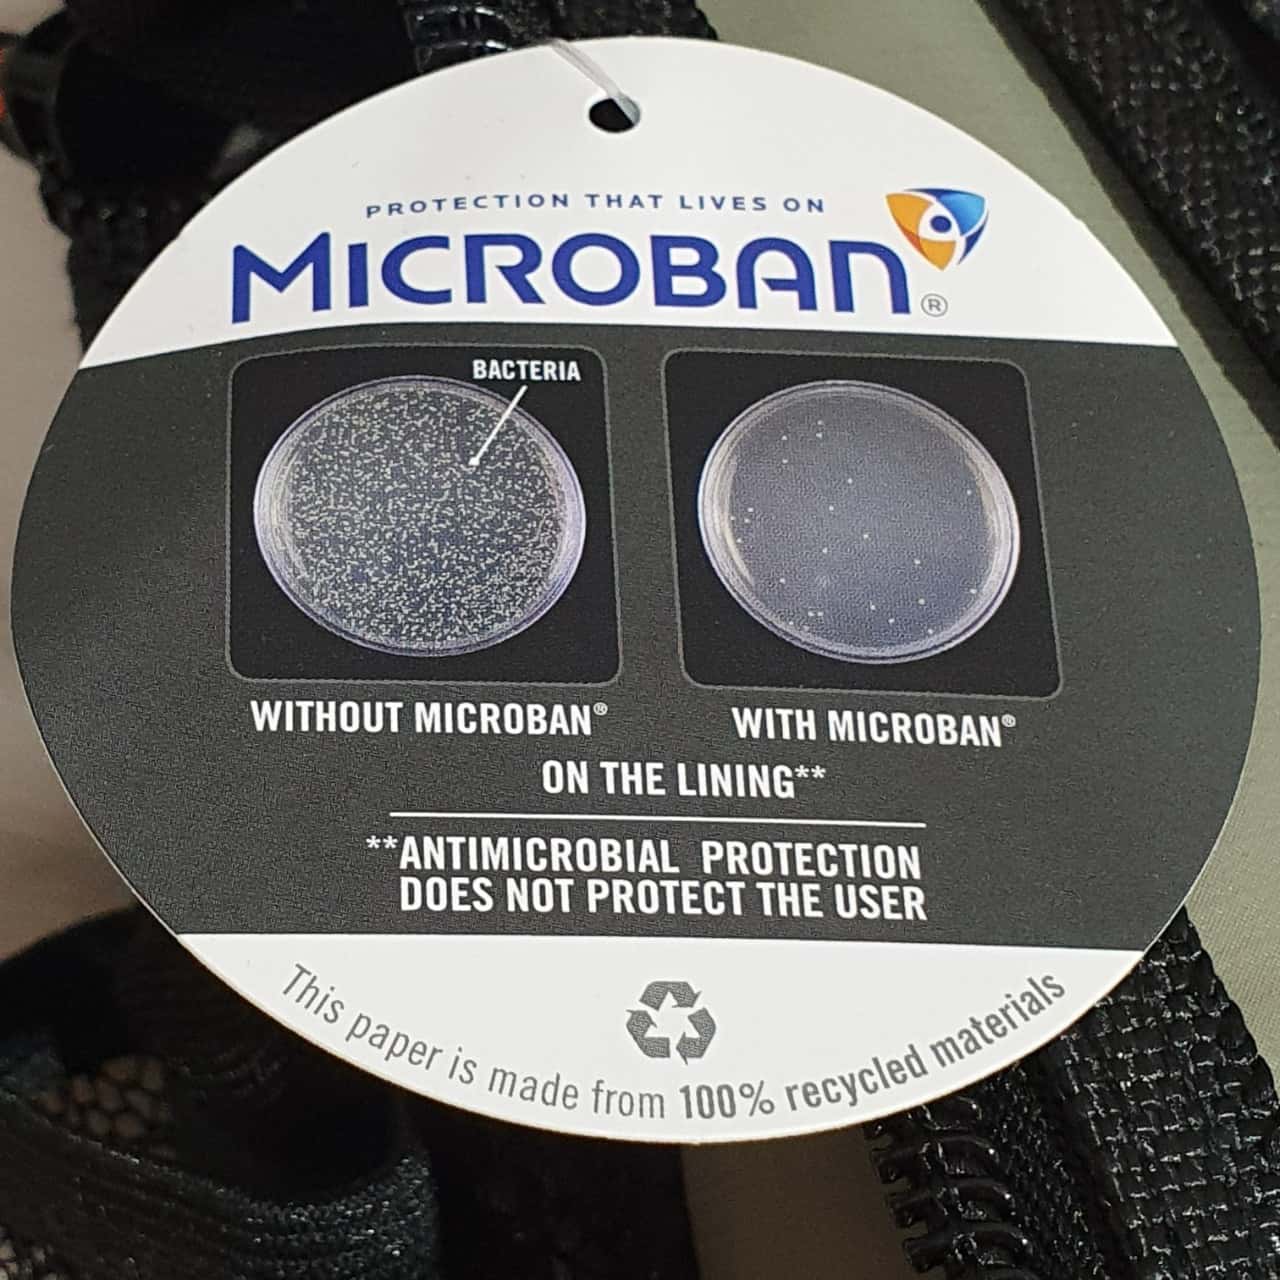 PROTECTION THAT LIVES ON
MICROBAN®
BACTERIA
WITHOUT MICROBAN®
WITH MICROBAN®
ON THE LINING**
**ANTIMICROBIAL PROTECTION
DOES NOT PROTECT THE USER
This paper is made from 100% recycled materials